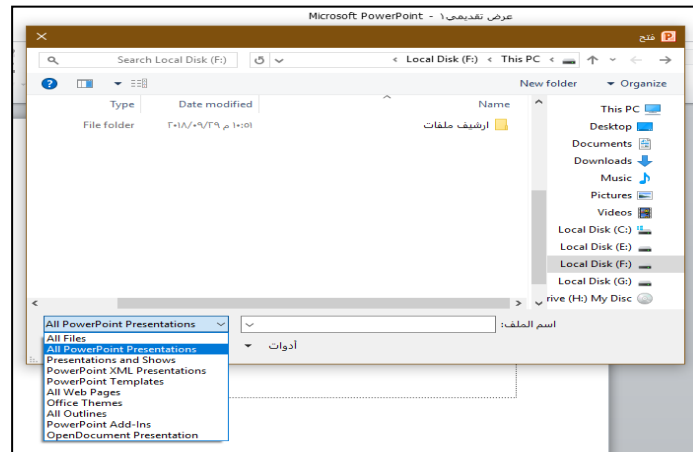 عرض تقديمي١ - Microsoft PowerPoint
فتح
This PC › Local Disk (F:) ›
Search Local Disk (F:)
Organize
New folder
Name
Date modified
Type
ارشيف ملفات
٢٠١٨/٠٩/٢٩ م ١٠:٥١
File folder
This PC
Desktop
Documents
Downloads
Music
Pictures
Videos
Local Disk (C:)
Local Disk (E:)
Local Disk (F:)
Local Disk (G:)
rive (H:) My Disc
اسم الملف:
All PowerPoint Presentations
أدوات
All Files
All PowerPoint Presentations
Presentations and Shows
PowerPoint XML Presentations
PowerPoint Templates
All Web Pages
Office Themes
All Outlines
PowerPoint Add-Ins
OpenDocument Presentation